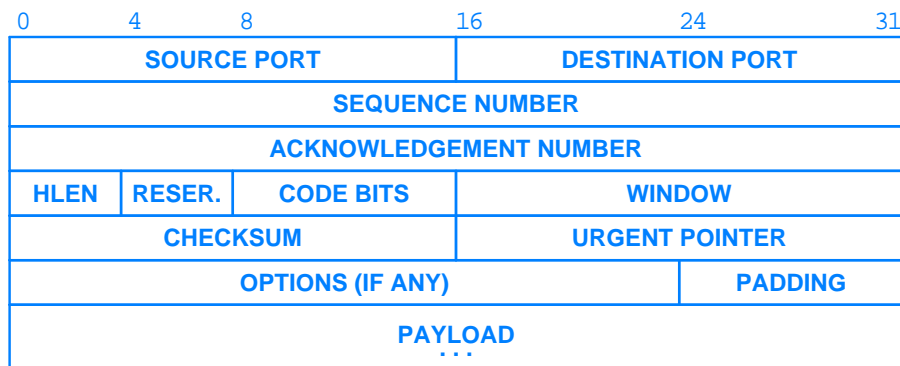 0 4 8 16 24 31
SOURCE PORT DESTINATION PORT
SEQUENCE NUMBER
ACKNOWLEDGEMENT NUMBER
HLEN RESER. CODE BITS WINDOW
CHECKSUM URGENT POINTER
OPTIONS (IF ANY) PADDING
PAYLOAD
...